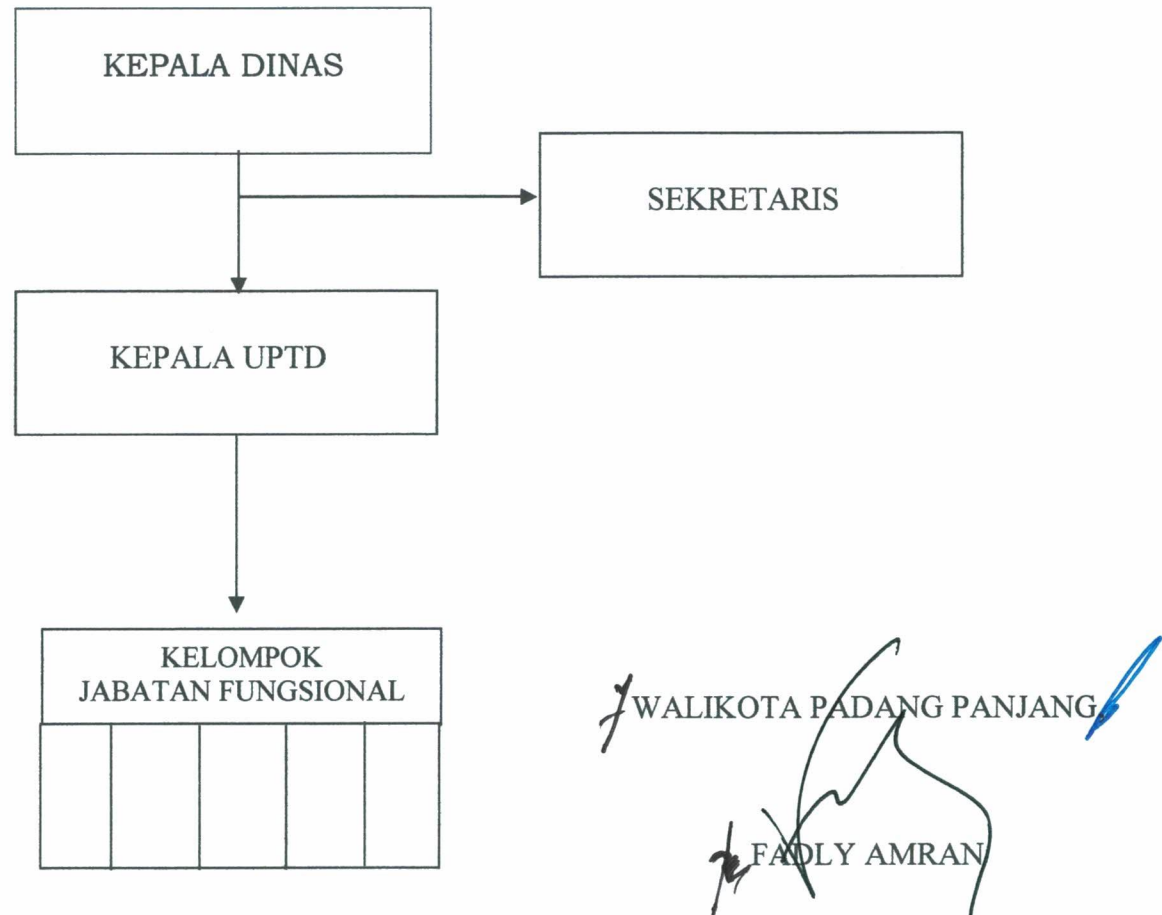 KEPALA DINAS
SEKRETARIS
KEPALA UPTD
KELOMPOK
JABATAN FUNGSIONAL
WALIKOTA PADANG PANJANG,
FADLY AMRAN